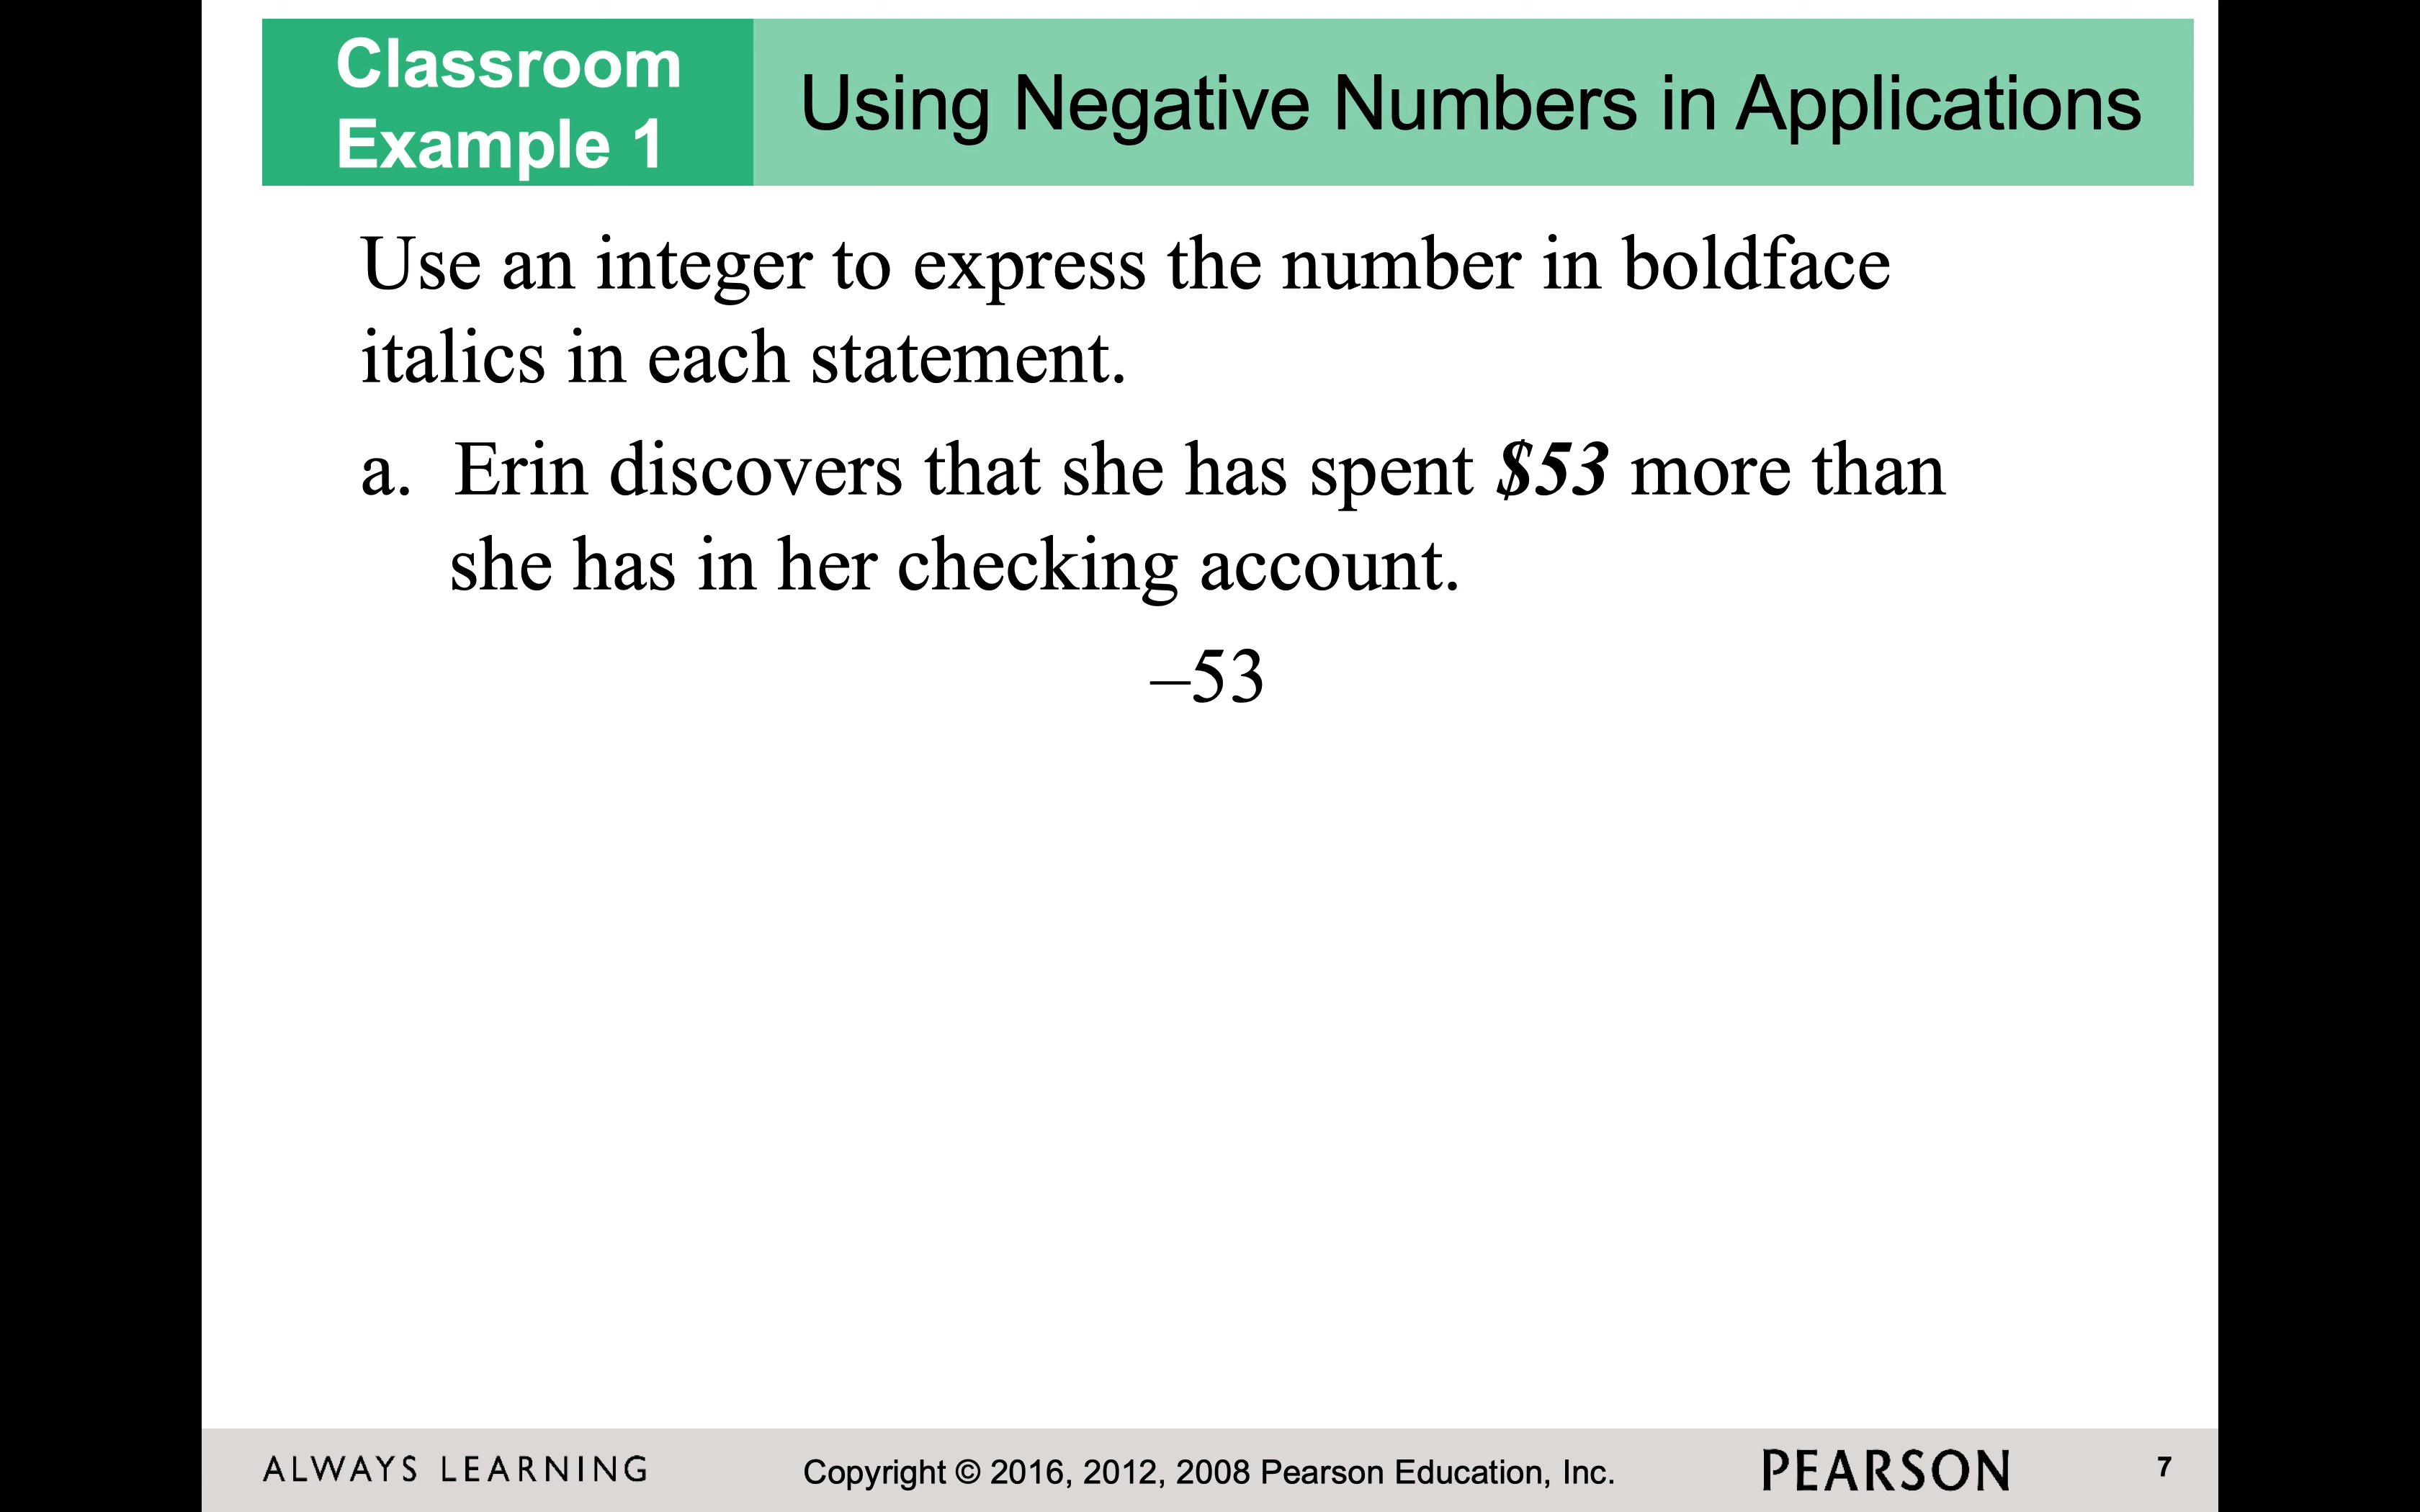 Classroom
Example 1
Using Negative Numbers in Applications
Use an integer to express the number in boldface
italics in each statement.
a. Erin discovers that she has spent $53 more than
she has in her checking account.
–53
ALWAYS LEARNING
Copyright © 2016, 2012, 2008 Pearson Education, Inc.
PEARSON
7